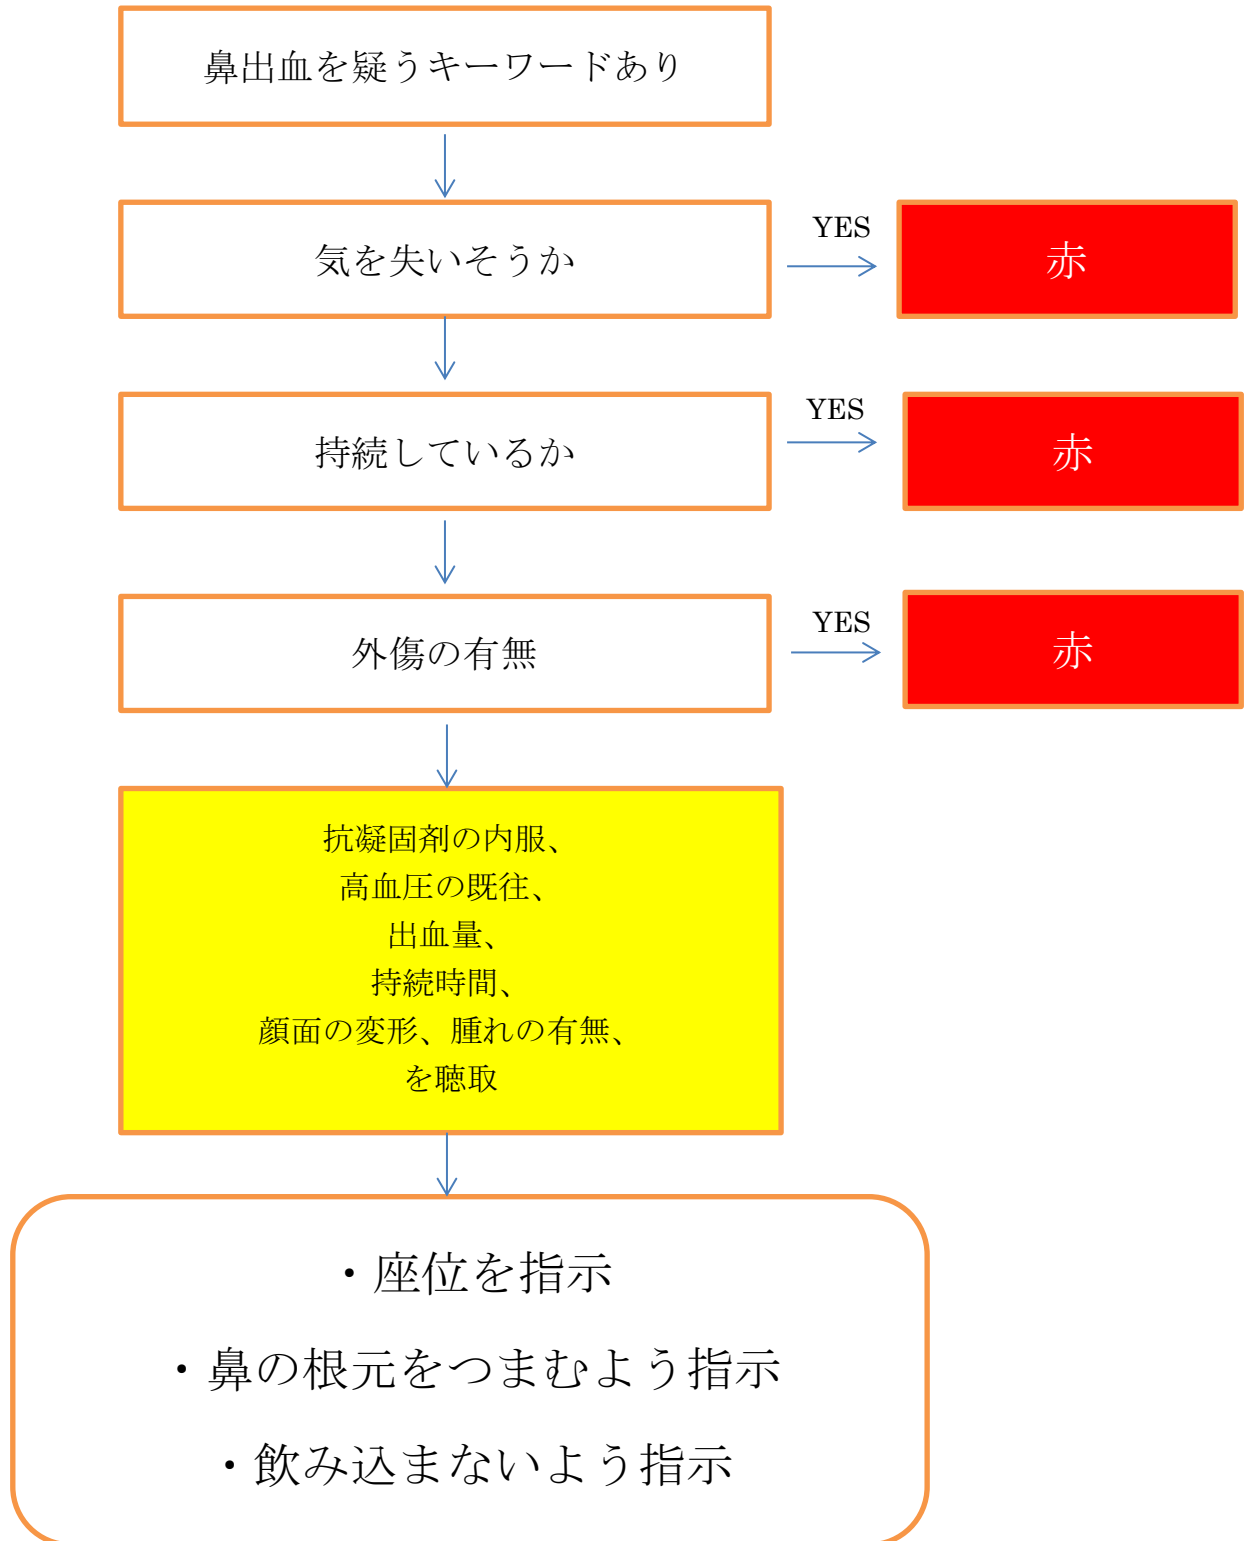 鼻出血を疑うキーワードあり
気を失いそうか
YES
赤
持続しているか
YES
赤
外傷の有無
YES
赤
抗凝固剤の内服、
高血圧の既往、
出血量、
持続時間、
顔面の変形、腫れの有無、
を聴取
・座位を指示
・鼻の根元をつまむよう指示
・飲み込まないよう指示